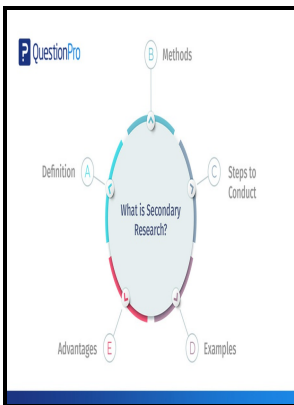 QuestionPro
B Methods
Definition A
C Steps to
Conduct
What is Secondary
Research?
Advantages E
D Examples